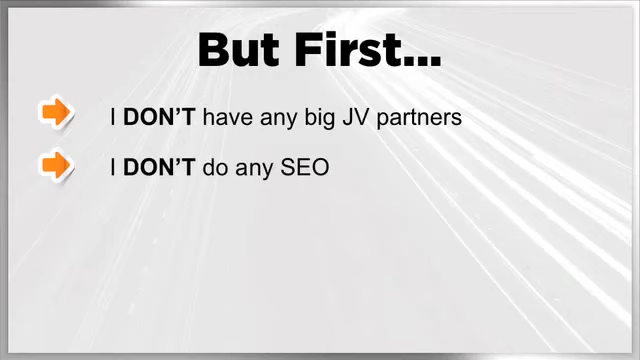 But First...
I DON'T have any big JV partners
I DON'T do any SEO